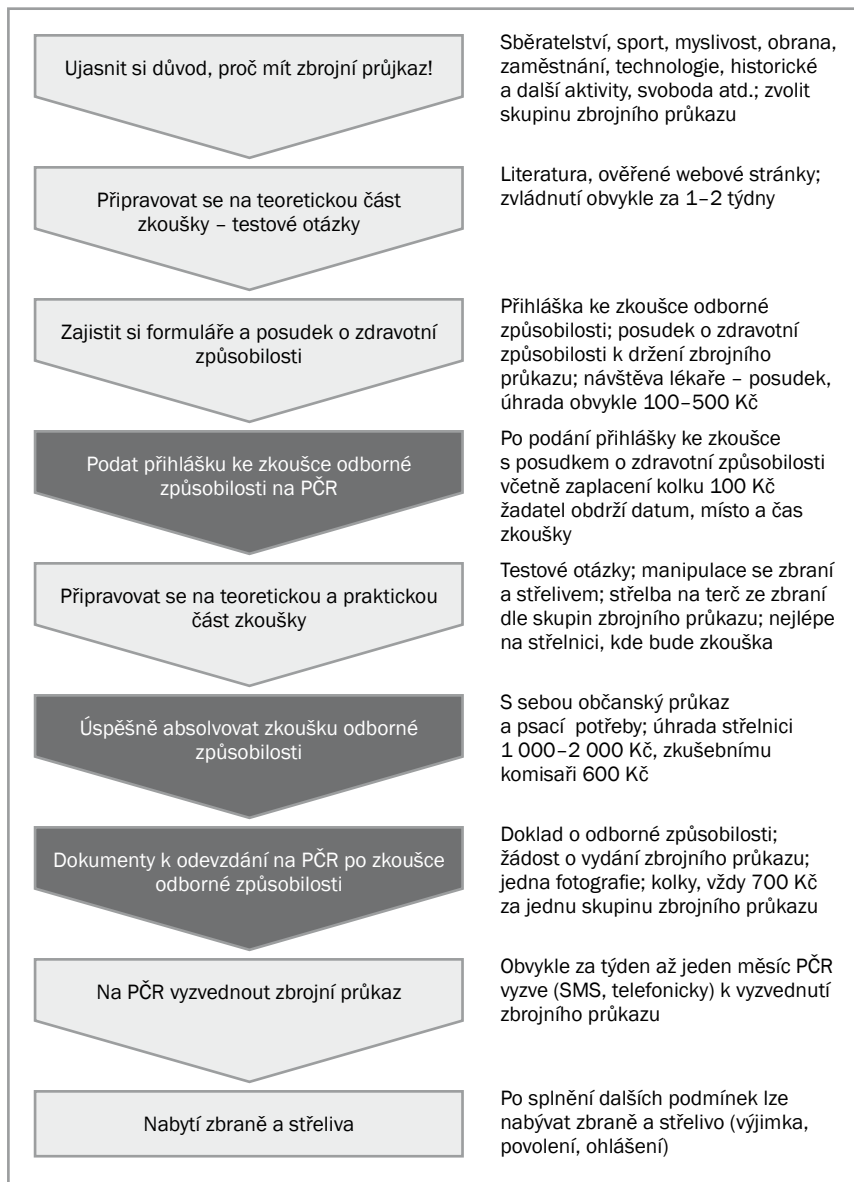 Ujasnit si důvod, proč mít zbrojní průjkaz!
Sběratelství, sport, myslivost, obrana,
zaměstnání, technologie, historické
a další aktivity, svoboda atd.; zvolit
skupinu zbrojního průkazu
Připravovat se na teoretickou část
zkoušky – testové otázky
Literatura, ověřené webové stránky;
zvládnutí obvykle za 1–2 týdny
Zajistit si formuláře a posudek o zdravotní
způsobilosti
Přihláška ke zkoušce odborné
způsobilosti; posudek o zdravotní
způsobilosti k držení zbrojního
průkazu; návštěva lékaře – posudek,
úhrada obvykle 100–500 Kč
Podat přihlášku ke zkoušce odborné
způsobilosti na PČR
Po podání přihlášky ke zkoušce
s posudkem o zdravotní způsobilosti
včetně zaplacení kolku 100 Kč
žadatel obdrží datum, místo a čas
zkoušky
Připravovat se na teoretickou a praktickou
část zkoušky
Testové otázky; manipulace se zbraní
a střelivem; střelba na terč ze zbraní
dle skupin zbrojního průkazu; nejlépe
na střelnici, kde bude zkouška
Úspěšně absolvovat zkoušku odborné
způsobilosti
S sebou občanský průkaz
a psací potřeby; úhrada střelnici
1 000–2 000 Kč, zkušebnímu
komisaři 600 Kč
Dokumenty k odevzdání na PČR po zkoušce
odborné způsobilosti
Doklad o odborné způsobilosti;
žádost o vydání zbrojního průkazu;
jedna fotografie; kolky, vždy 700 Kč
za jednu skupinu zbrojního průkazu
Na PČR vyzvednout zbrojní průkaz
Obvykle za týden až jeden měsíc PČR
vyzve (SMS, telefonicky) k vyzvednutí
zbrojního průkazu
Nabytí zbraně a střeliva
Po splnění dalších podmínek lze
nabývat zbraně a střelivo (výjimka,
povolení, ohlášení)